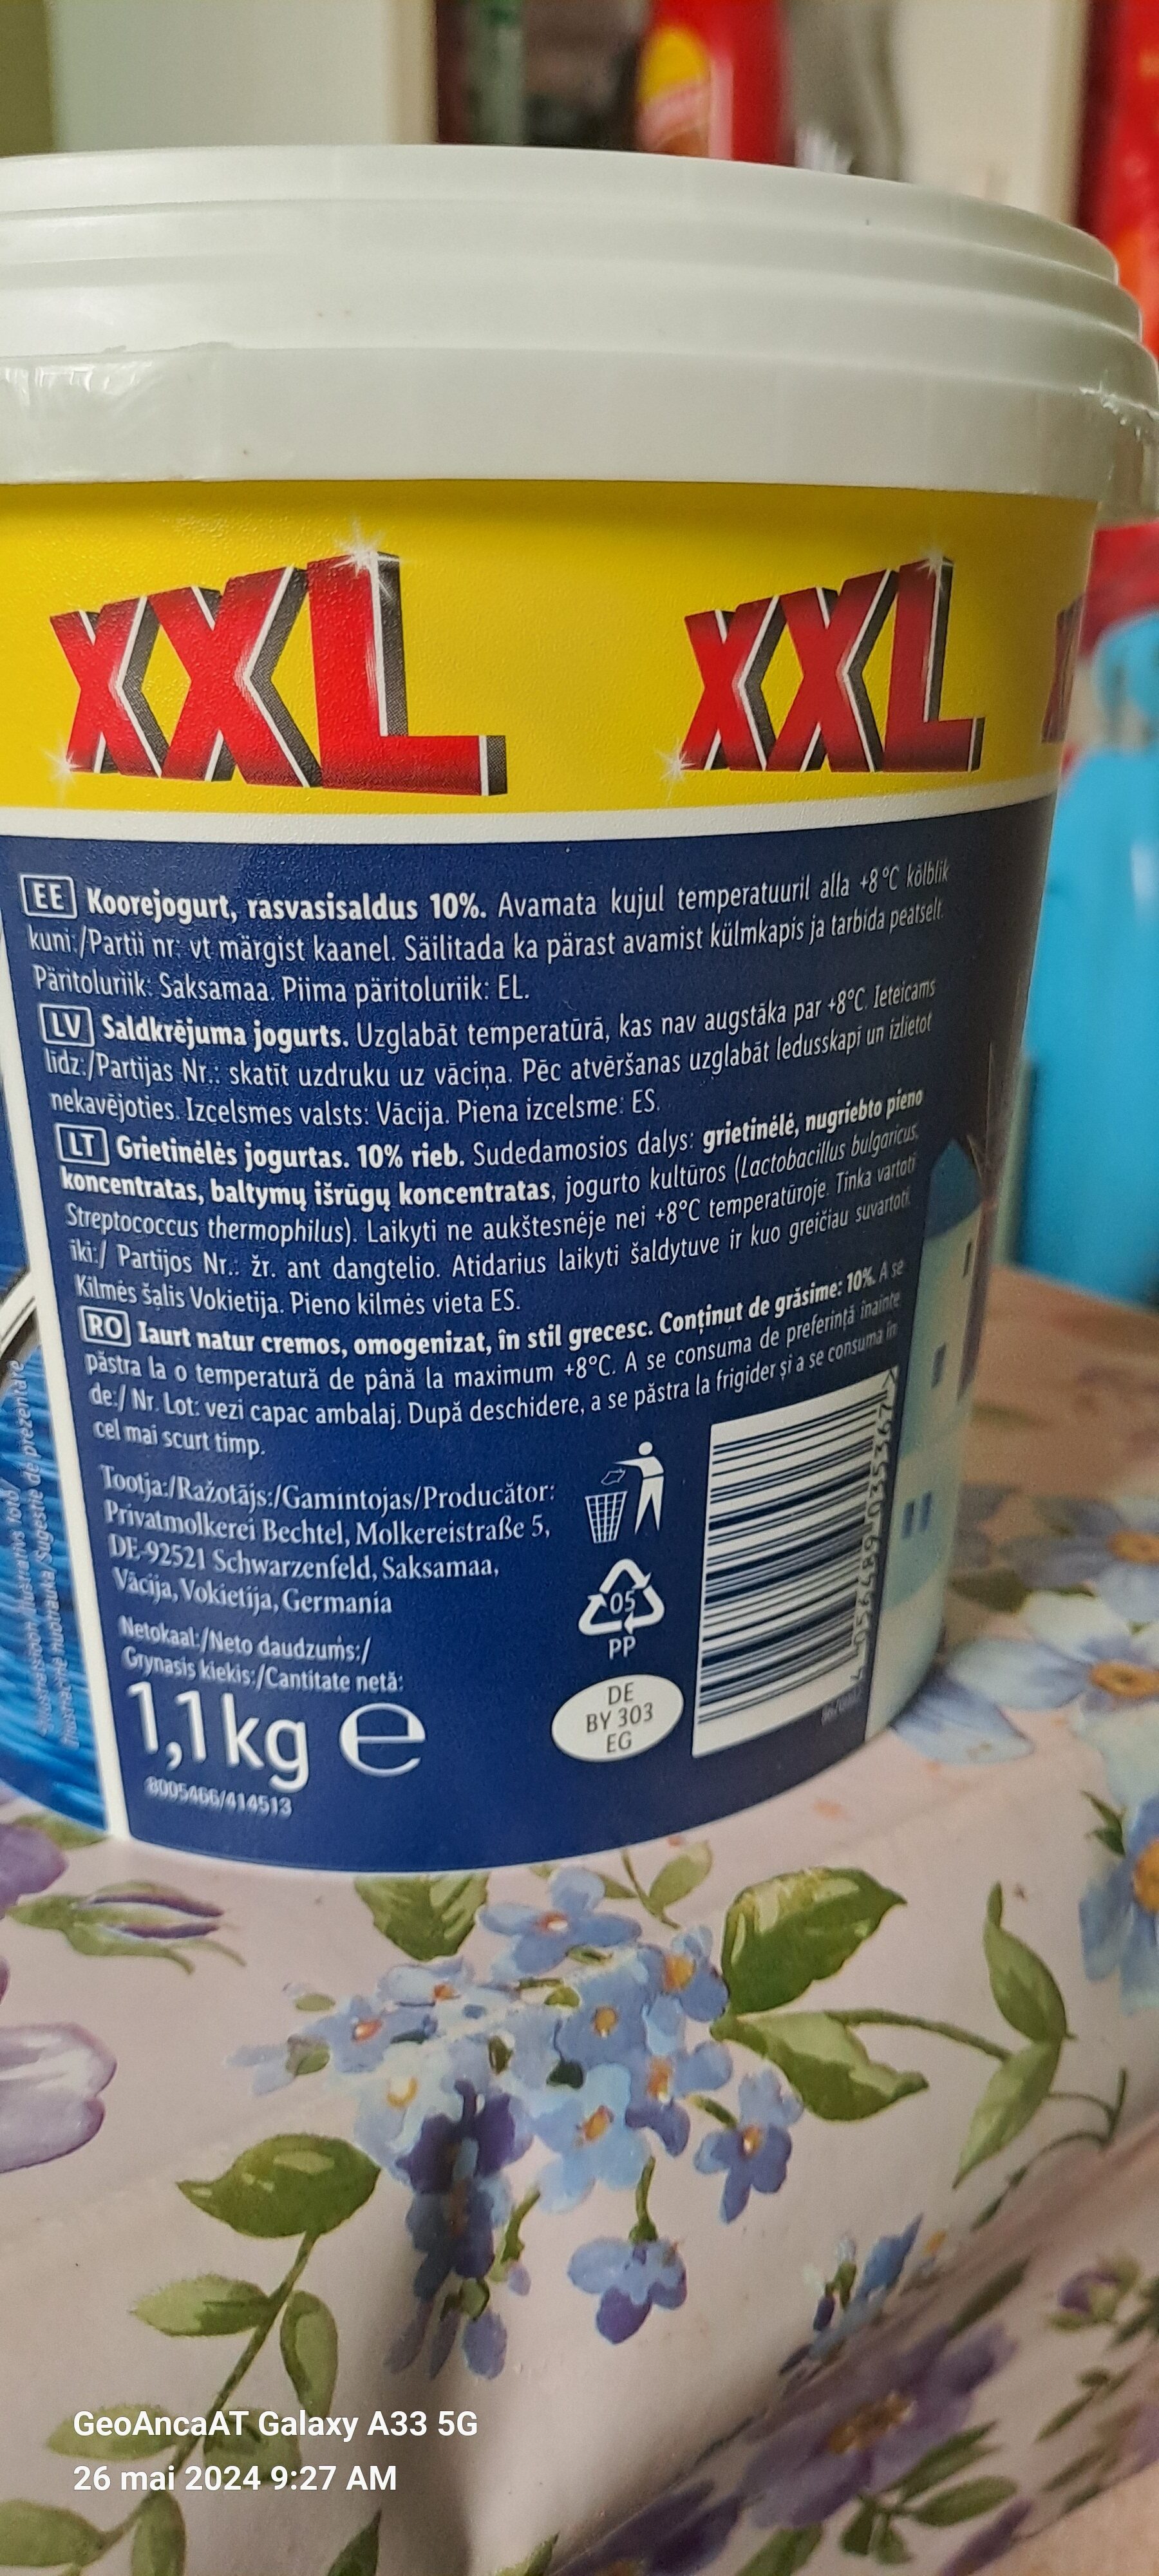 XXL XXL
EE Koorejogurt, rasvasisaldus 10%. Avamata kujul temperatuuril alla +8°C kõlblik
kuni:/Partii nr: vt märgist kaanel. Säilitada ka pärast avamist külmkapis ja tarbida peatselt.
Päritoluriik: Saksamaa. Piima päritoluriik: EL.
LV Saldkrējuma jogurts. Uzglabāt temperatūrā, kas nav augstāka par +8°C. Ieteicams
līdz:/Partijas Nr.: skatīt uzdruku uz vāciņa. Pēc atvēršanas uzglabāt ledusskapī un izlietot
nekavējoties. Izcelsmes valsts: Vācija. Piena izcelsme: ES.
LT Grietinėlės jogurtas. 10% rieb. Sudedamosios dalys: grietinėlė, nugriebto pieno
koncentratas, baltymų išrūgų koncentratas, jogurto kultūros (Lactobacillus bulgaricus,
Streptococcus thermophilus). Laikyti ne aukštesnėje nei +8°C temperatūroje. Tinka vartoti
iki:/ Partijos Nr.: žr. ant dangtelio. Atidarius laikyti šaldytuve ir kuo greičiau suvartoti.
Kilmės šalis Vokietija. Pieno kilmės vieta ES.
RO Iaurt natur cremos, omogenizat, în stil grecesc. Conținut de grăsime: 10%. A se
păstra la o temperatură de până la maximum +8°C. A se consuma de preferință înainte
de:/ Nr. Lot: vezi capac ambalaj. După deschidere, a se păstra la frigider și a se consuma în
cel mai scurt timp.
Tootja:/Ražotājs:/Gamintojas/Producător:
Privatmolkerei Bechtel, Molkereistraße 5,
DE-92521 Schwarzenfeld, Saksamaa,
Vācija, Vokietija, Germania
Netokaal:/Neto daudzums:/
Grynasis kiekis:/Cantitate netă:
1,1kg e
8005466/414513
05
PP
DE
BY 303
EG
4 056489 035367
Iliustracinė nuotrauka/Sugestie de prezentare
GeoAncaAT Galaxy A33 5G
26 mai 2024 9:27 AM